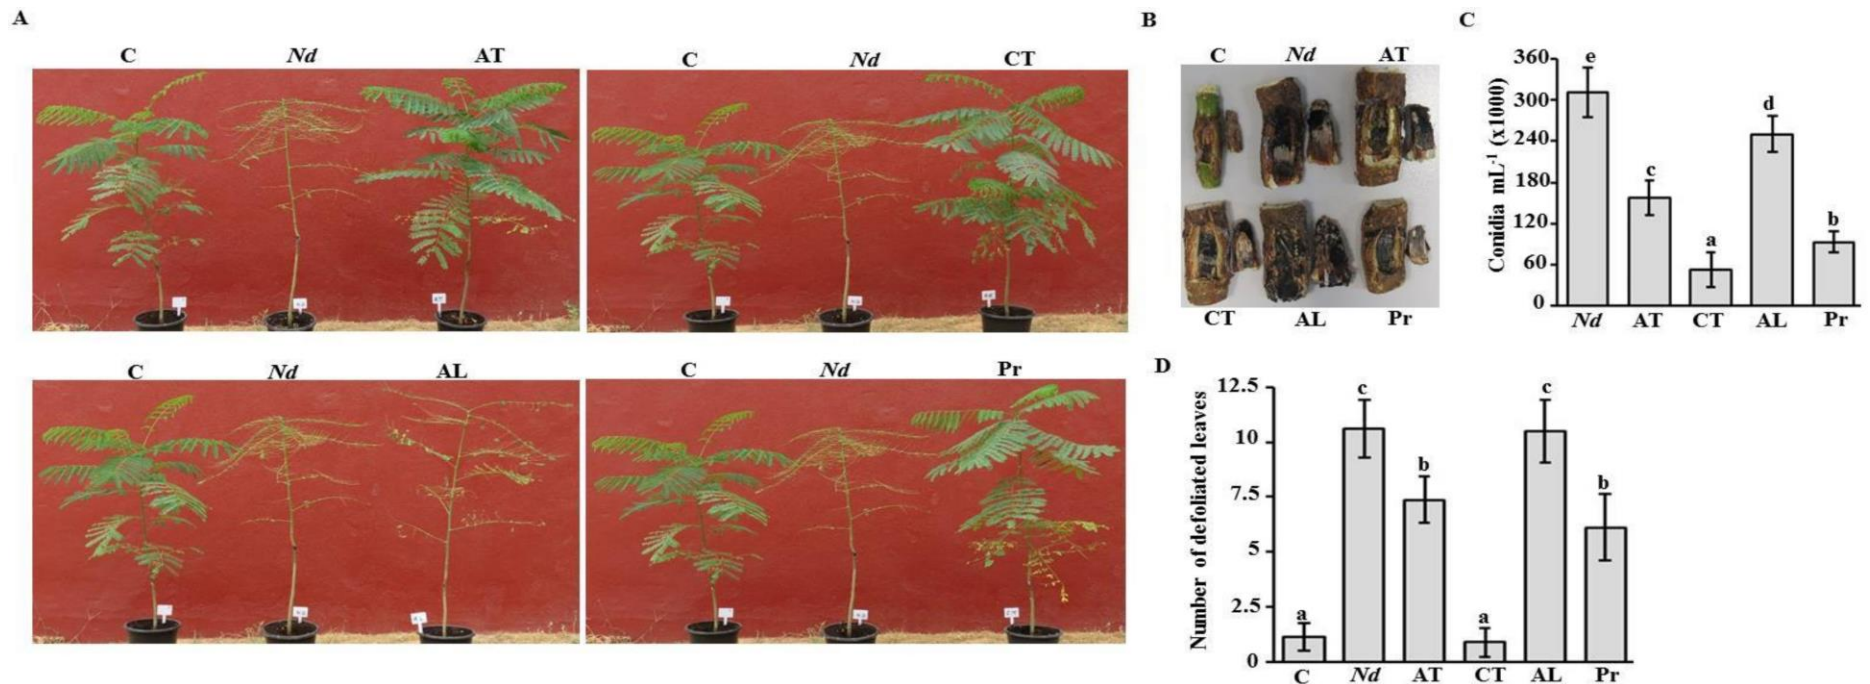 A
C Nd AT
C Nd CT
C Nd AL
C Nd Pr
B
C Nd AT
CT AL Pr
C
Conidia mL-1 (x1000)
360
300
240
180
120
60
0
e
c
a
d
b
Nd AT CT AL Pr
D
Number of defoliated leaves
12.5
10
7.5
5
2.5
0
a
c
b
a
c
b
C Nd AT CT AL Pr